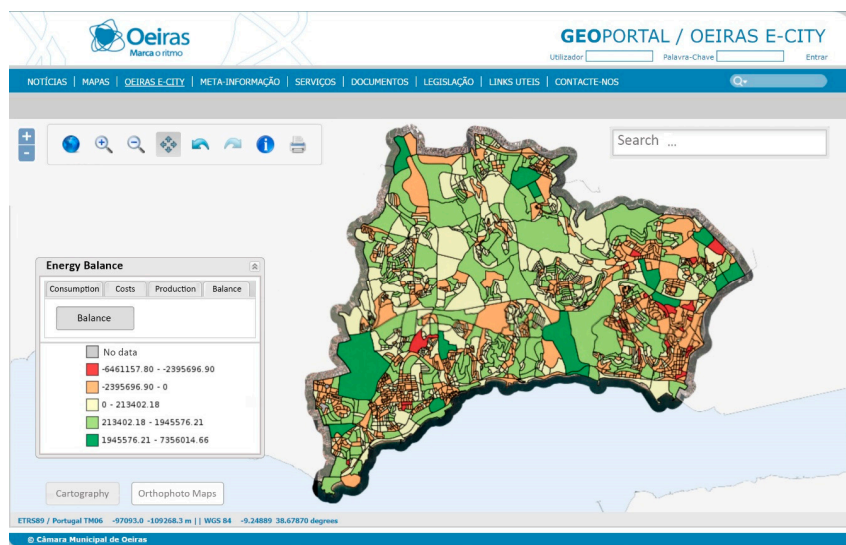 Oeiras
Marca o ritmo
GEOPORTAL / OEIRAS E-CITY
Utilizador Palavra-Chave Entrar
NOTÍCIAS | MAPAS | OEIRAS E-CITY | META-INFORMAÇÃO | SERVIÇOS | DOCUMENTOS | LEGISLAÇÃO | LINKS UTEIS | CONTACTE-NOS
Search ...
Energy Balance
Consumption Costs Production Balance
Balance
No data
-6461157.80 - -2395696.90
-2395696.90 - 0
0 - 213402.18
213402.18 - 1945576.21
1945576.21 - 7356014.66
Cartography Orthophoto Maps
ETRS89 / Portugal TM06 -97093.0 -109268.3 m || WGS 84 -9.24889 38.67870 degrees
© Câmara Municipal de Oeiras